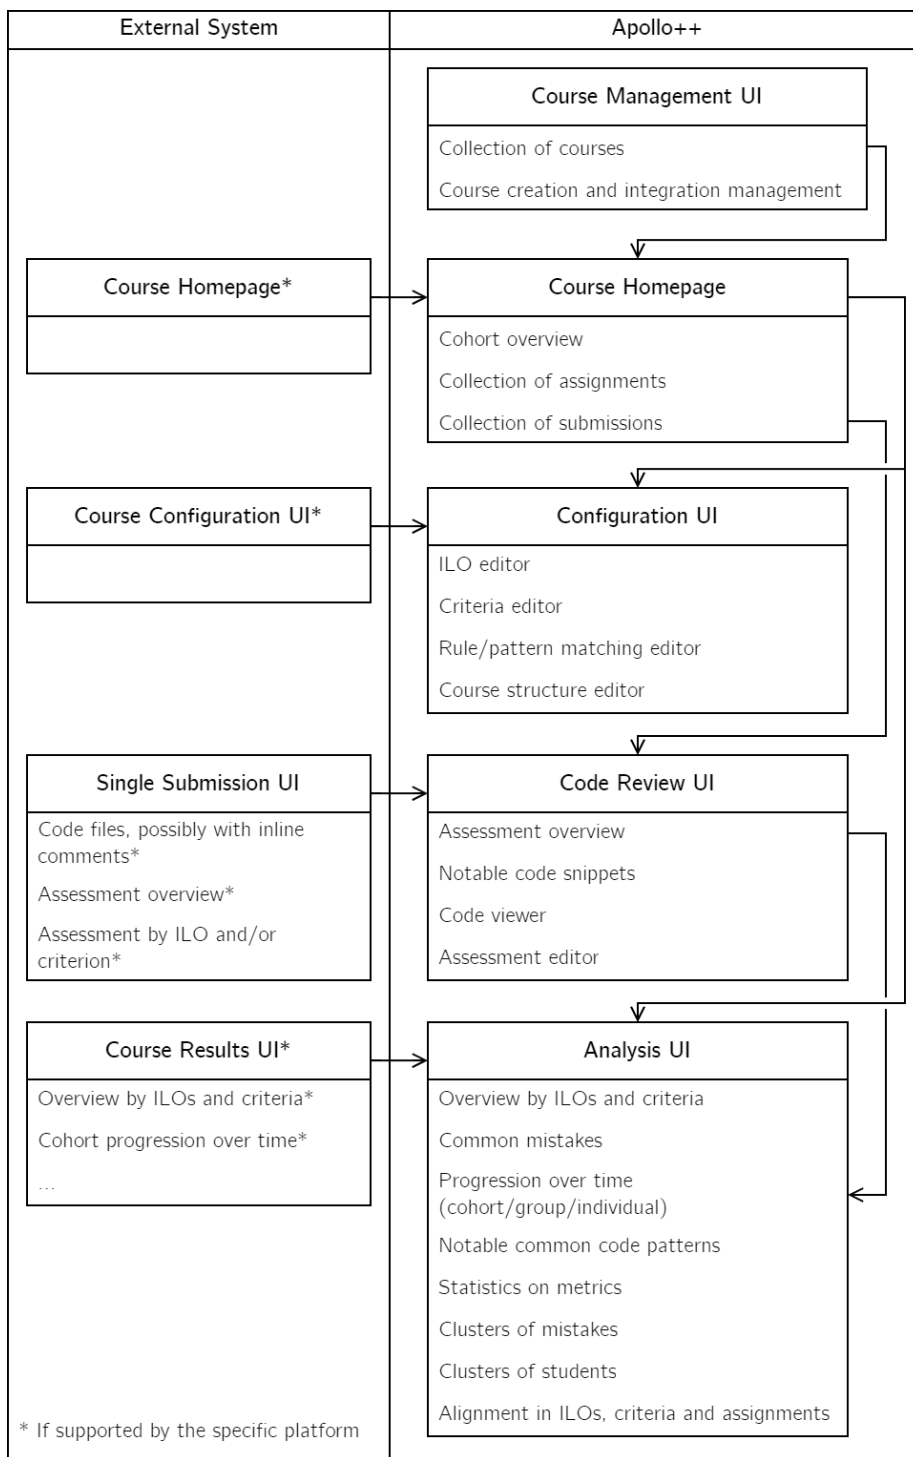 External System
Apollo++
Course Management UI
Collection of courses
Course creation and integration management
Course Homepage*
Course Homepage
Cohort overview
Collection of assignments
Collection of submissions
Course Configuration UI*
Configuration UI
ILO editor
Criteria editor
Rule/pattern matching editor
Course structure editor
Single Submission UI
Code files, possibly with inline
comments*
Assessment overview*
Assessment by ILO and/or
criterion*
Code Review UI
Assessment overview
Notable code snippets
Code viewer
Assessment editor
Course Results UI*
Overview by ILOs and criteria*
Cohort progression over time*
...
Analysis UI
Overview by ILOs and criteria
Common mistakes
Progression over time
(cohort/group/individual)
Notable common code patterns
Statistics on metrics
Clusters of mistakes
Clusters of students
Alignment in ILOs, criteria and assignments
* If supported by the specific platform